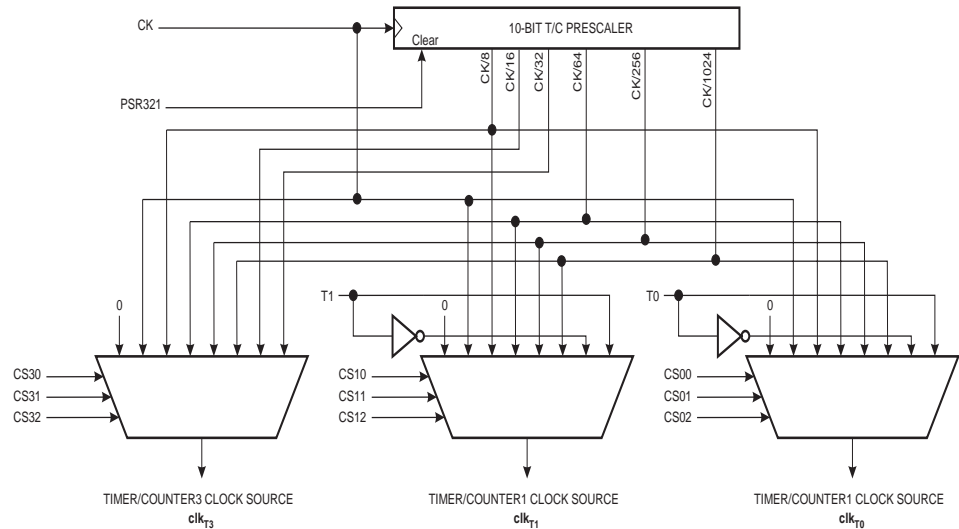 CK
10-BIT T/C PRESCALER
Clear
CK/8
CK/16
CK/32
CK/64
CK/256
CK/1024
PSR321
T1
T0
0
0
0
CS30
CS31
CS32
CS10
CS11
CS12
CS00
CS01
CS02
TIMER/COUNTER3 CLOCK SOURCE
clkT3
TIMER/COUNTER1 CLOCK SOURCE
clkT1
TIMER/COUNTER1 CLOCK SOURCE
clkT0